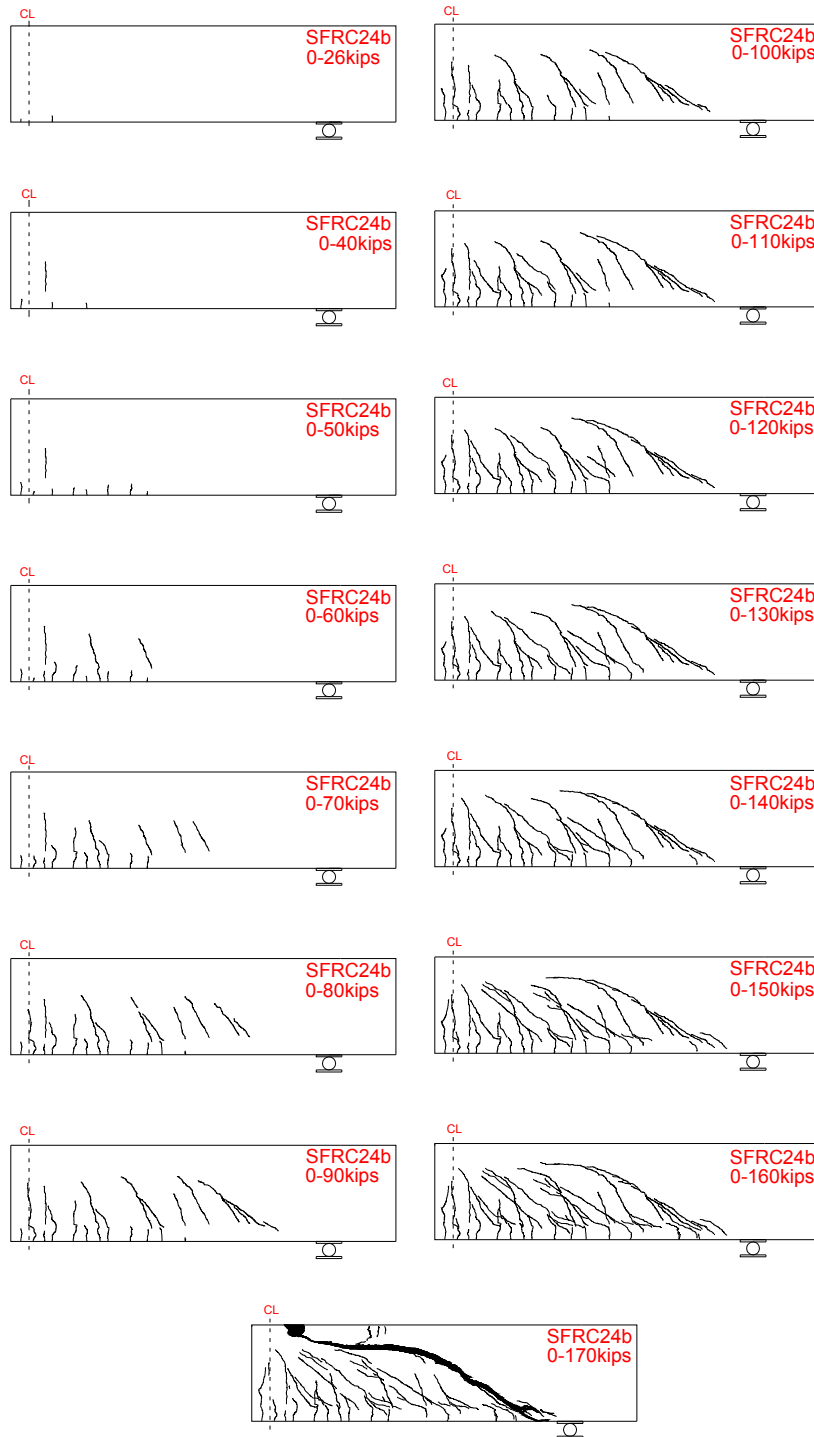 CL
SFRC24b
0-26kips
CL
SFRC24b
0-40kips
CL
SFRC24b
0-50kips
CL
SFRC24b
0-60kips
CL
SFRC24b
0-70kips
CL
SFRC24b
0-80kips
CL
SFRC24b
0-90kips
CL
SFRC24b
0-100kips
CL
SFRC24b
0-110kips
CL
SFRC24b
0-120kips
CL
SFRC24b
0-130kips
CL
SFRC24b
0-140kips
CL
SFRC24b
0-150kips
CL
SFRC24b
0-160kips
CL
SFRC24b
0-170kips